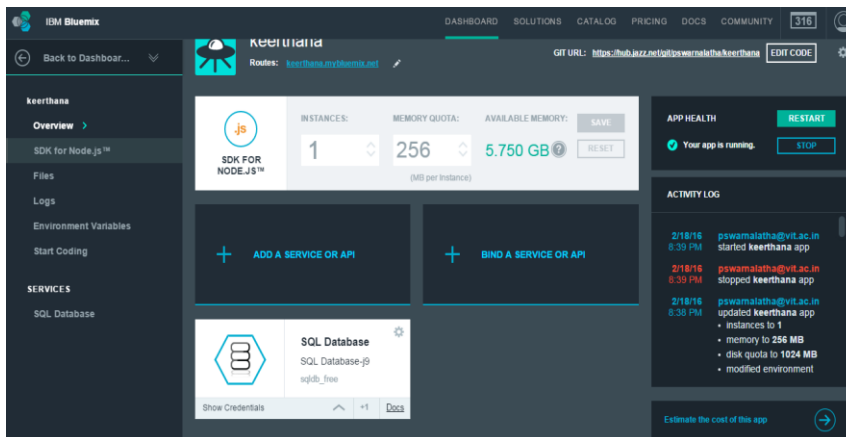 IBM Bluemix
DASHBOARD SOLUTIONS CATALOG PRICING DOCS COMMUNITY 316
Back to Dashboar...
keerthana
Overview >
SDK for Node.js™
Files
Logs
Environment Variables
Start Coding
SERVICES
SQL Database
keerthana
Routes: keerthana.mybluemix.net
GIT URL: https://hub.jazz.net/git/pswarnalatha/keerthana EDIT CODE
.js
SDK FOR
NODE.JS™
INSTANCES:
1
MEMORY QUOTA:
256
(MB per Instance)
AVAILABLE MEMORY:
5.750 GB ?
SAVE
RESET
+ ADD A SERVICE OR API
+ BIND A SERVICE OR API
SQL Database
SQL Database-j9
sqldb_free
Show Credentials +1 Docs
APP HEALTH RESTART
Your app is running. STOP
ACTIVITY LOG
2/18/16 pswarnalatha@vit.ac.in
8:39 PM started keerthana app
2/18/16 pswarnalatha@vit.ac.in
8:39 PM stopped keerthana app
2/18/16 pswarnalatha@vit.ac.in
8:38 PM updated keerthana app
• instances to 1
• memory to 256 MB
• disk quota to 1024 MB
• modified environment
Estimate the cost of this app